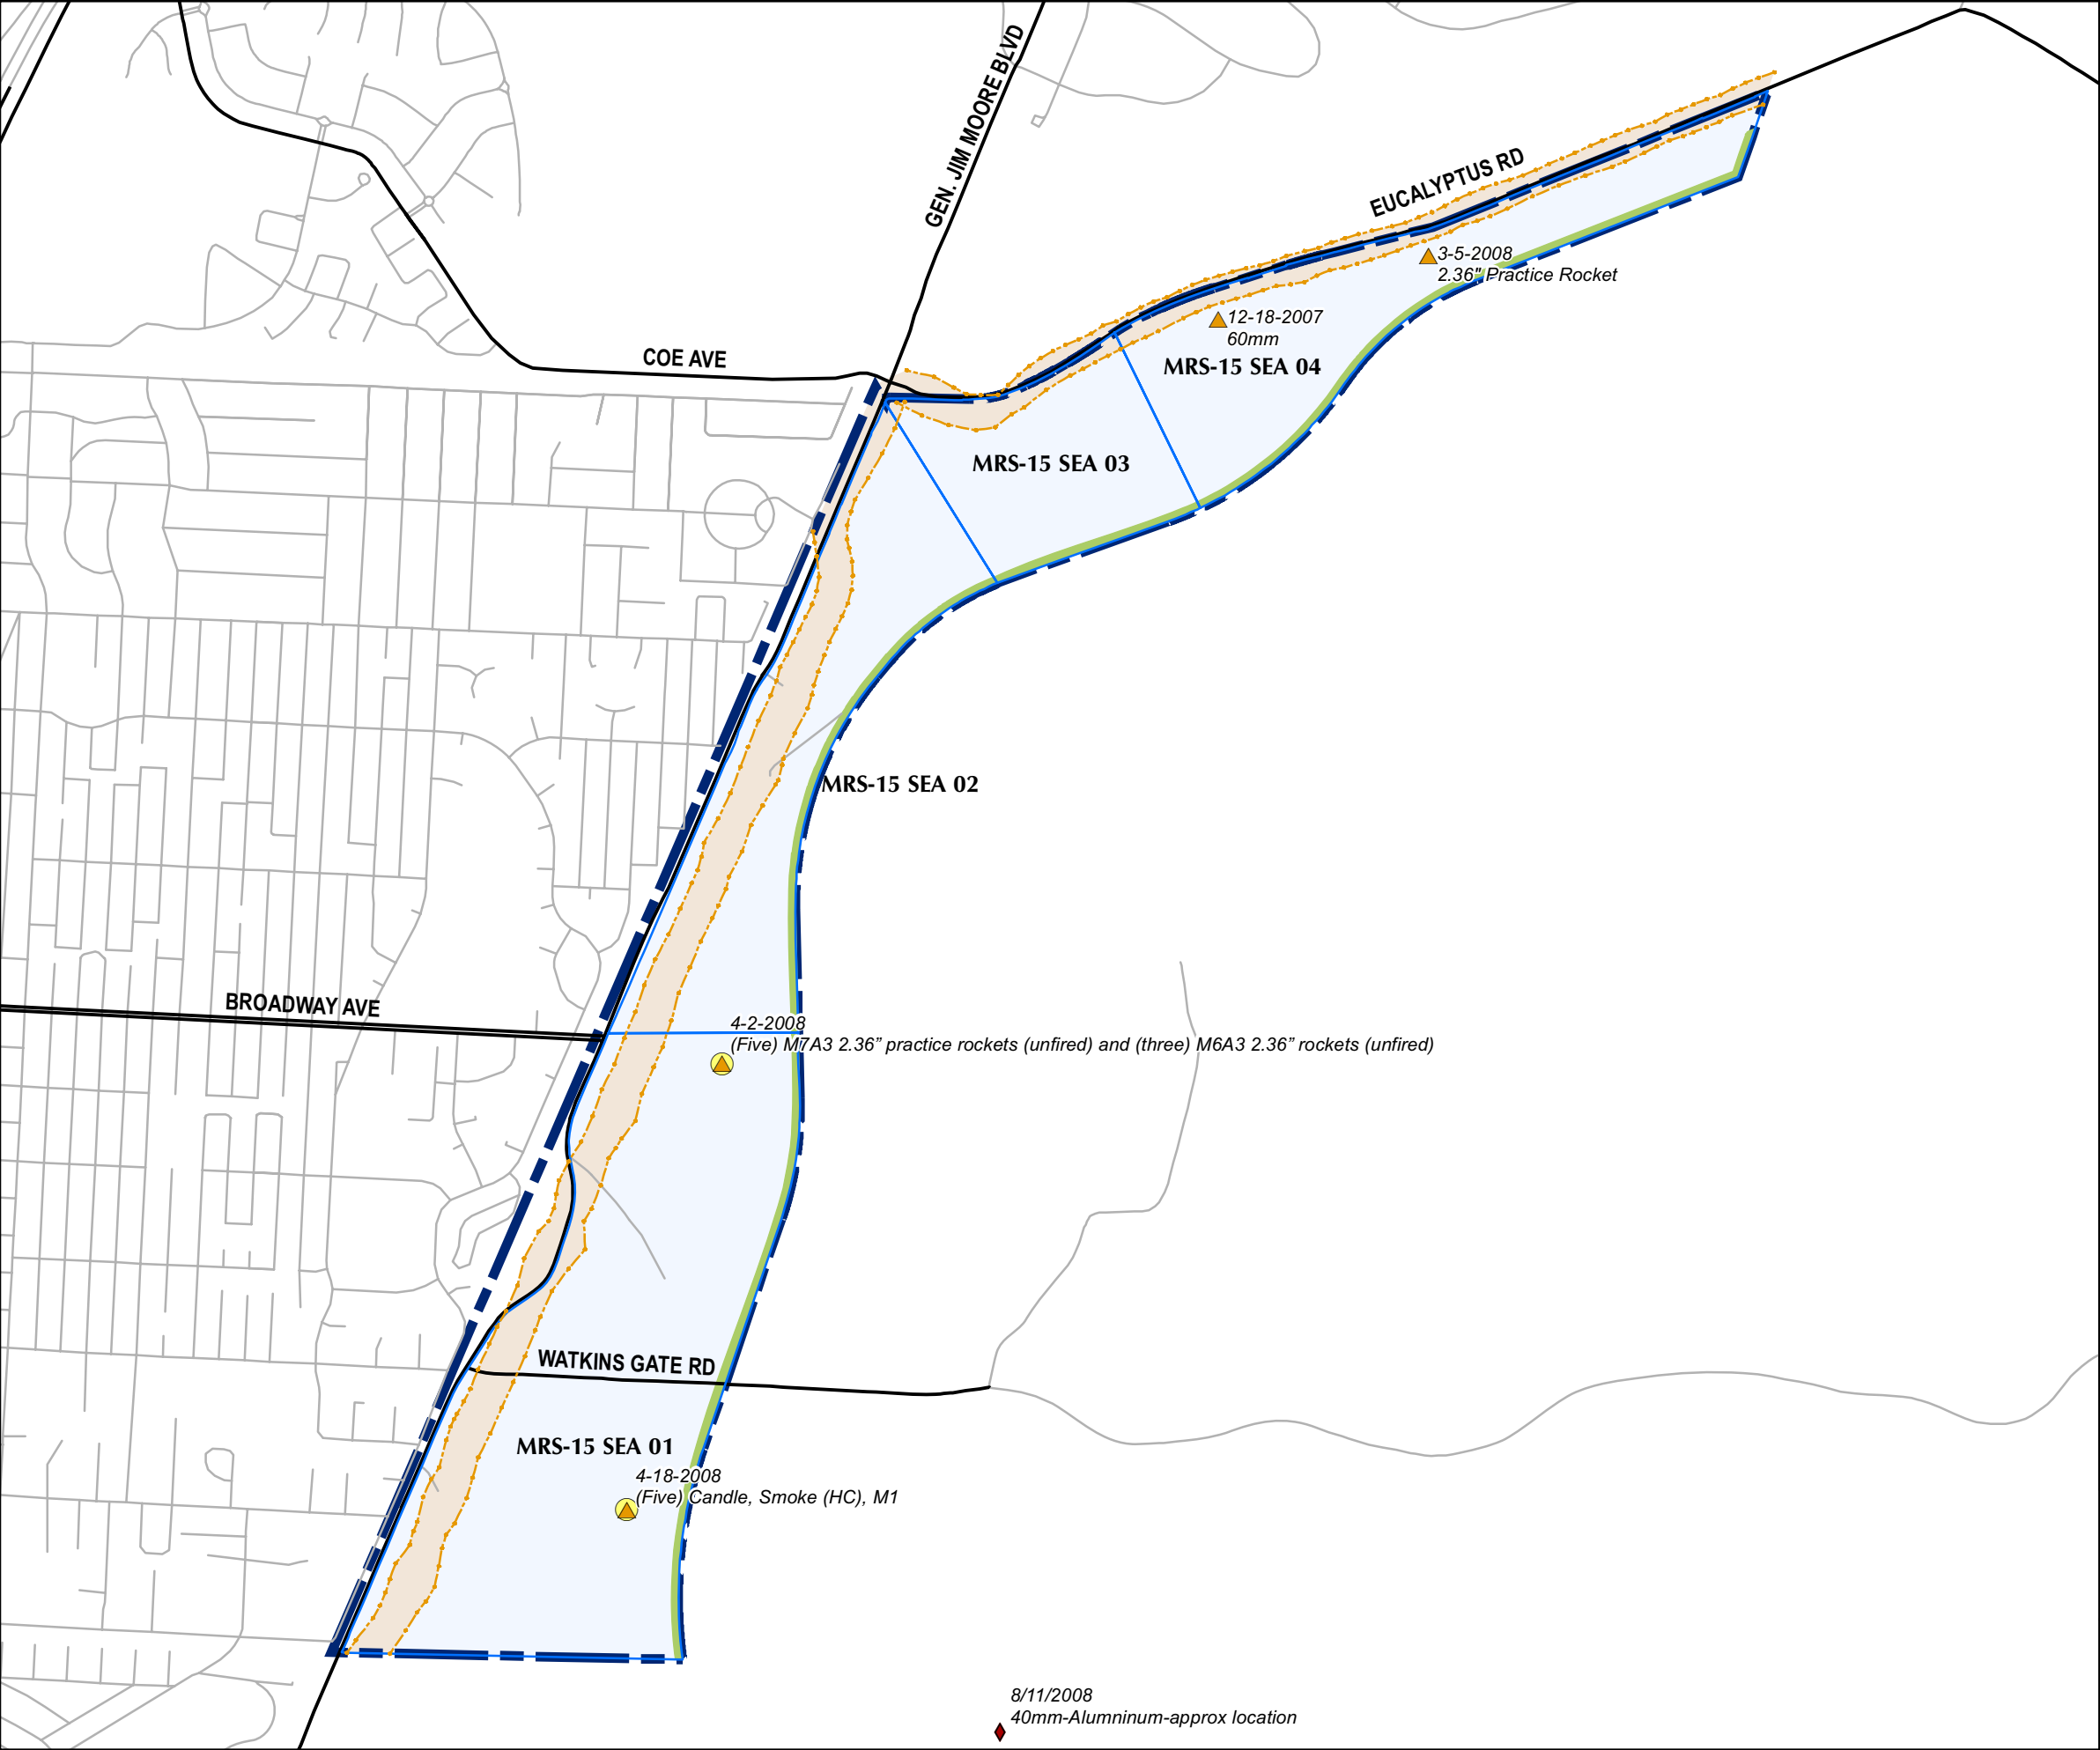 GEN. JIM MOORE BLVD
EUCALYPTUS RD
3-5-2008
2.36" Practice Rocket
12-18-2007
60mm
MRS-15 SEA 04
COE AVE
MRS-15 SEA 03
MRS-15 SEA 02
BROADWAY AVE
4-2-2008
(Five) M7A3 2.36” practice rockets (unfired) and (three) M6A3 2.36” rockets (unfired)
WATKINS GATE RD
MRS-15 SEA 01
4-18-2008
(Five) Candle, Smoke (HC), M1
8/11/2008
40mm-Alumninum-approx location